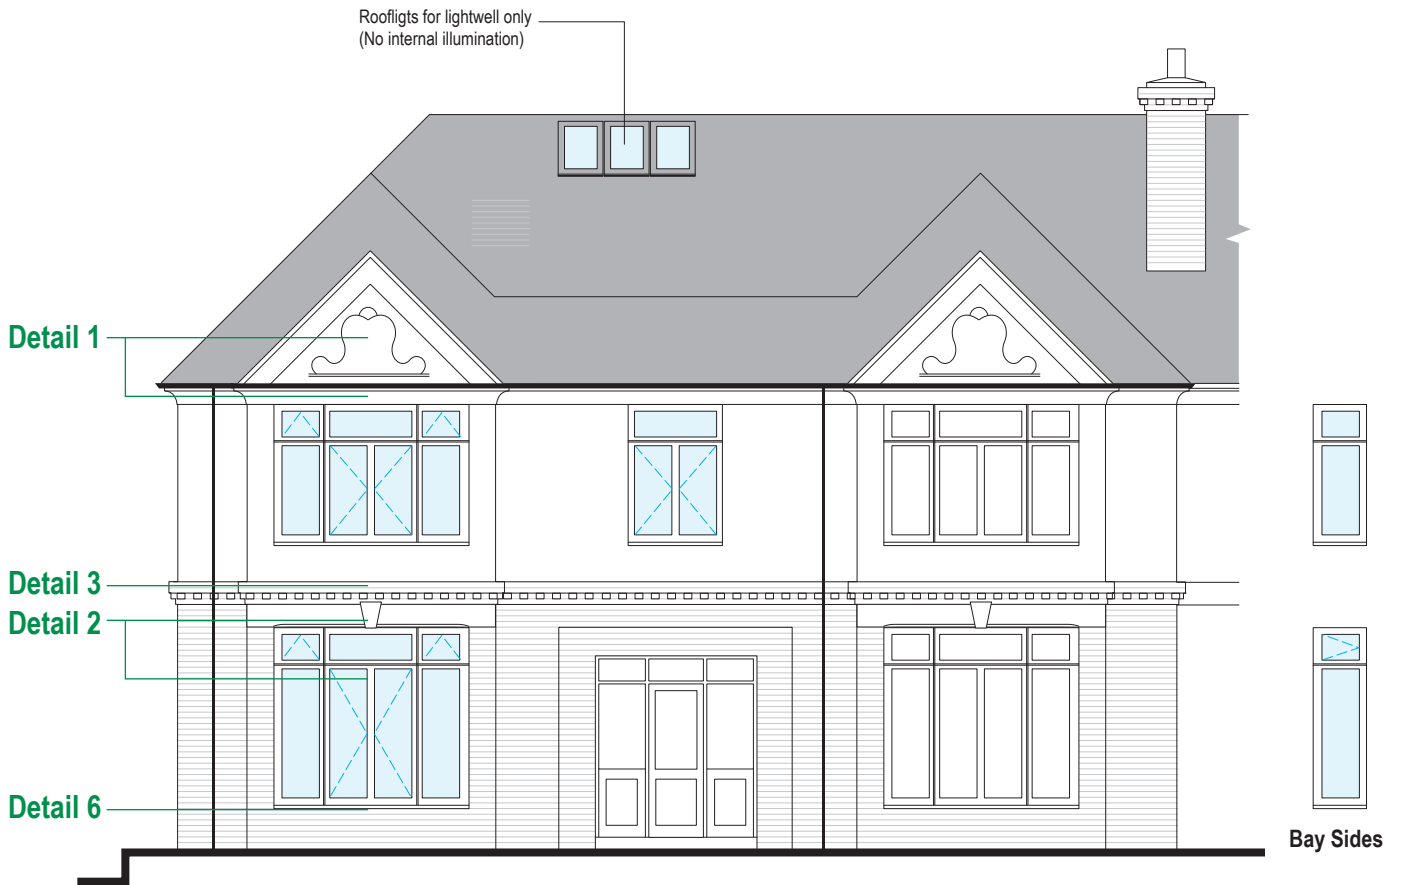 Roofligts for lightwell only
(No internal illumination)
Detail 1
Detail 3
Detail 2
Detail 6
Bay Sides